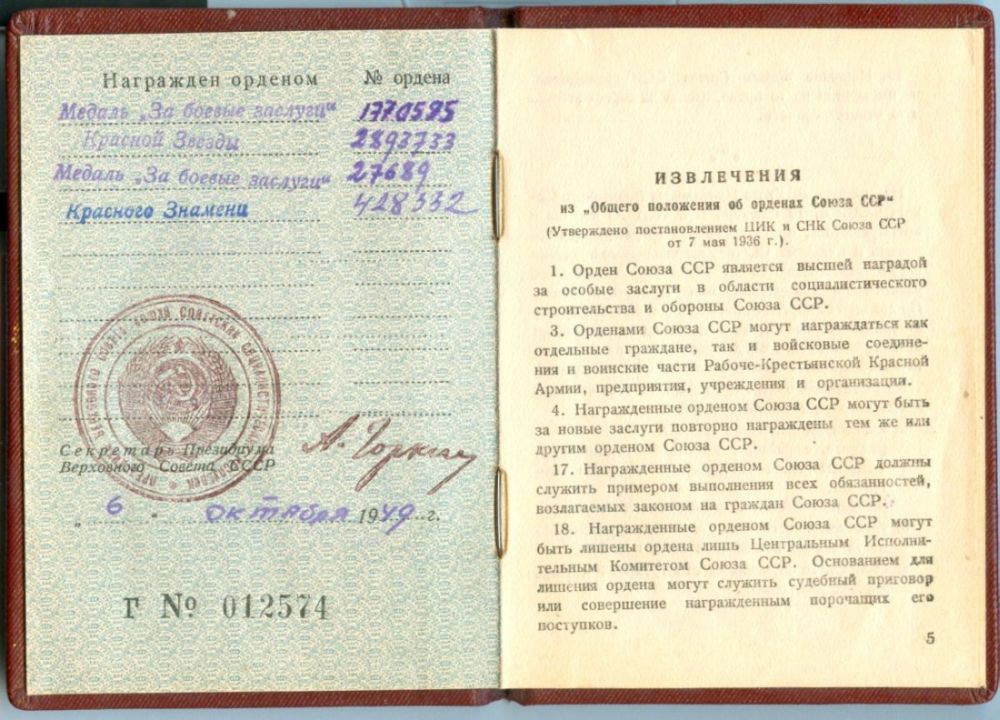 Награжден орденом № ордена
Медаль „За боевые заслуги“ 1770595
Красной Звезды 2893733
Медаль „За боевые заслуги“ 27689
Красного Знамени 428332
Секретарь Президиума
Верховного Совета СССР
А. Горкин
„ 6 “ октября 1949 г.
Г № 012574
ИЗВЛЕЧЕНИЯ
из „Общего положения об орденах Союза ССР“
(Утверждено постановлением ЦИК и СНК Союза ССР
от 7 мая 1936 г.).
1. Орден Союза ССР является высшей наградой
за особые заслуги в области социалистического
строительства и обороны Союза ССР.
3. Орденами Союза ССР могут награждаться как
отдельные граждане, так и войсковые соедине-
ния и воинские части Рабоче-Крестьянской Красной
Армии, предприятия, учреждения и организации.
4. Награжденные орденом Союза ССР могут быть
за новые заслуги повторно награждены тем же или
другим орденом Союза ССР.
17. Награжденные орденом Союза ССР должны
служить примером выполнения всех обязанностей,
возлагаемых законом на граждан Союза ССР.
18. Награжденные орденом Союза ССР могут
быть лишены ордена лишь Центральным Исполни-
тельным Комитетом Союза ССР. Основанием для
лишения ордена могут служить судебный приговор
или совершение награжденным порочащих его
поступков.
5